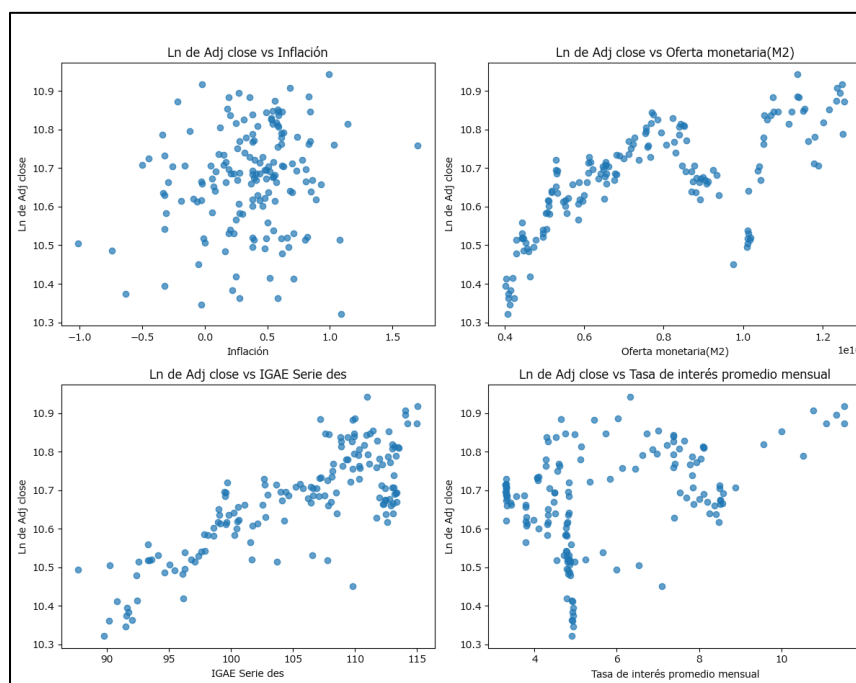 Ln de Adj close vs Inflación
Ln de Adj close
10.9
10.8
10.7
10.6
10.5
10.4
10.3
−1.0 −0.5 0.0 0.5 1.0 1.5
Inflación
Ln de Adj close vs Oferta monetaria(M2)
Ln de Adj close
10.9
10.8
10.7
10.6
10.5
10.4
10.3
0.4 0.6 0.8 1.0 1.2
1e10
Oferta monetaria(M2)
Ln de Adj close vs IGAE Serie des
Ln de Adj close
10.9
10.8
10.7
10.6
10.5
10.4
10.3
90 95 100 105 110 115
IGAE Serie des
Ln de Adj close vs Tasa de interés promedio mensual
Ln de Adj close
10.9
10.8
10.7
10.6
10.5
10.4
10.3
4 6 8 10
Tasa de interés promedio mensual